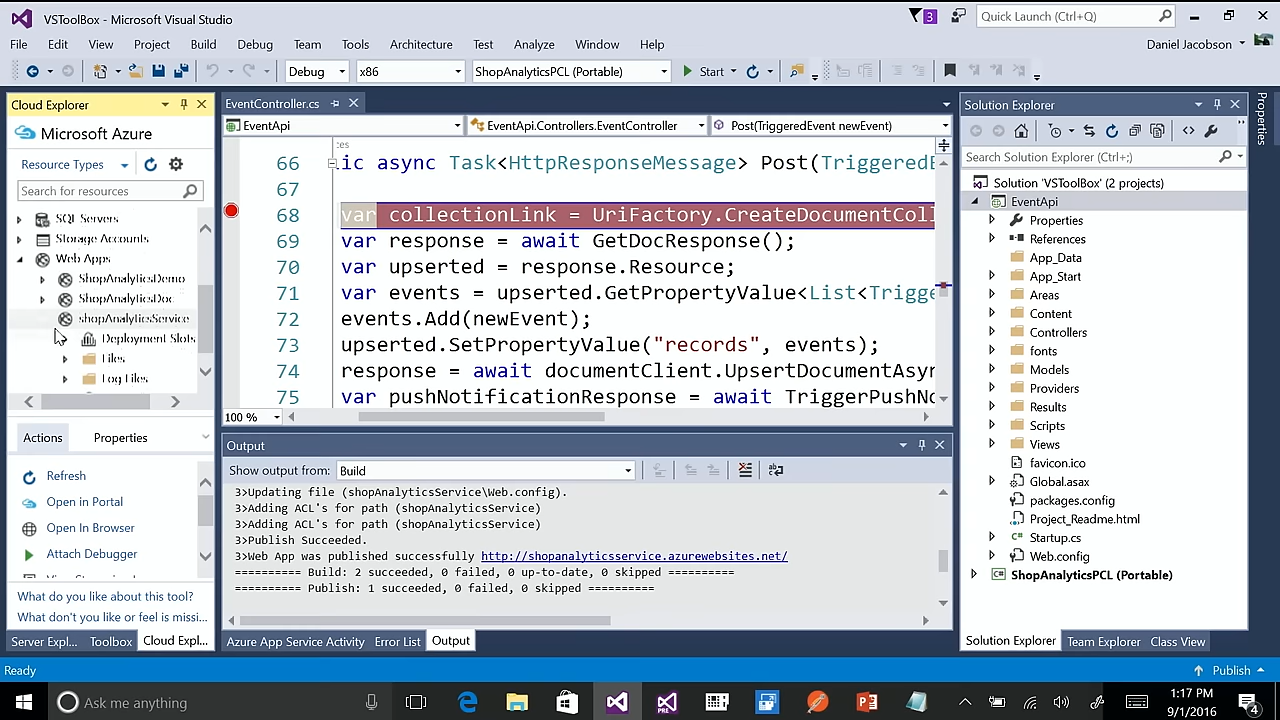 VSToolBox - Microsoft Visual Studio
3
Quick Launch (Ctrl+Q)
File Edit View Project Build Debug Team Tools Architecture Test Analyze Window Help
Daniel Jacobson
Debug x86 ShopAnalyticsPCL (Portable) Start
Cloud Explorer
Microsoft Azure
Resource Types
Search for resources
SQL Servers
Storage Accounts
Web Apps
ShopAnalyticsDemo
ShopAnalyticsDoc
shopAnalyticsService
Deployment Slots
Files
Log Files
Actions Properties
Refresh
Open in Portal
Open In Browser
Attach Debugger
What do you like about this tool?
What don't you like or feel is missi...
Server Expl... Toolbox Cloud Expl...
EventController.cs
EventApi EventApi.Controllers.EventController Post(TriggeredEvent newEvent)
66 ic async Task<HttpResponseMessage> Post(TriggeredE
67
68 var collectionLink = UriFactory.CreateDocumentColl
69 var response = await GetDocResponse();
70 var upserted = response.Resource;
71 var events = upserted.GetPropertyValue<List<Trigge
72 events.Add(newEvent);
73 upserted.SetPropertyValue("records", events);
74 response = await documentClient.UpsertDocumentAsyn
75 var pushNotificationResponse = await TriggerPushNo
100 %
Output
Show output from: Build
3>Updating file (shopAnalyticsService\Web.config).
3>Adding ACL's for path (shopAnalyticsService)
3>Adding ACL's for path (shopAnalyticsService)
3>Publish Succeeded.
3>Web App was published successfully http://shopanalyticsservice.azurewebsites.net/
========== Build: 2 succeeded, 0 failed, 0 up-to-date, 0 skipped ==========
========== Publish: 1 succeeded, 0 failed, 0 skipped ==========
Azure App Service Activity Error List Output
Solution Explorer
Search Solution Explorer (Ctrl+;)
Solution 'VSToolBox' (2 projects)
EventApi
Properties
References
App_Data
App_Start
Areas
Content
Controllers
fonts
Models
Providers
Results
Scripts
Views
favicon.ico
Global.asax
packages.config
Project_Readme.html
Startup.cs
Web.config
ShopAnalyticsPCL (Portable)
Solution Explorer Team Explorer Class View
Properties
Ready
Publish
Ask me anything
1:17 PM
9/1/2016
4